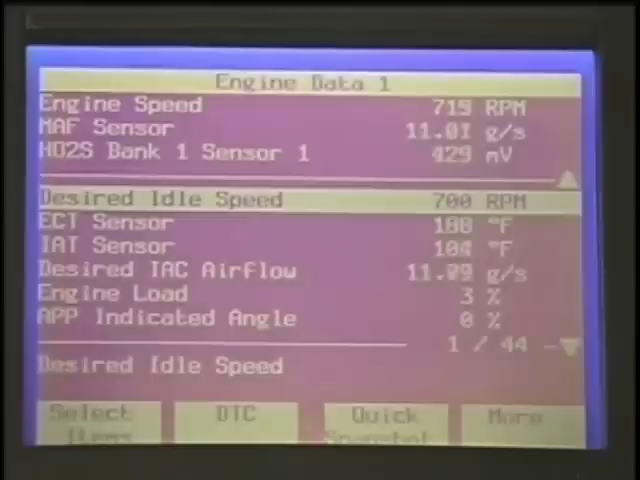 Engine Data 1
Engine Speed 719 RPM
MAF Sensor 11.01 g/s
HO2S Bank 1 Sensor 1 429 mV
Desired Idle Speed 700 RPM
ECT Sensor °F
IAT Sensor 104 °F
Desired IAC Airflow 11.09 g/s
Engine Load 3 %
APP Indicated Angle 0 %
1 / 44
Desired Idle Speed
Select DTC Quick More
Items Snapshot